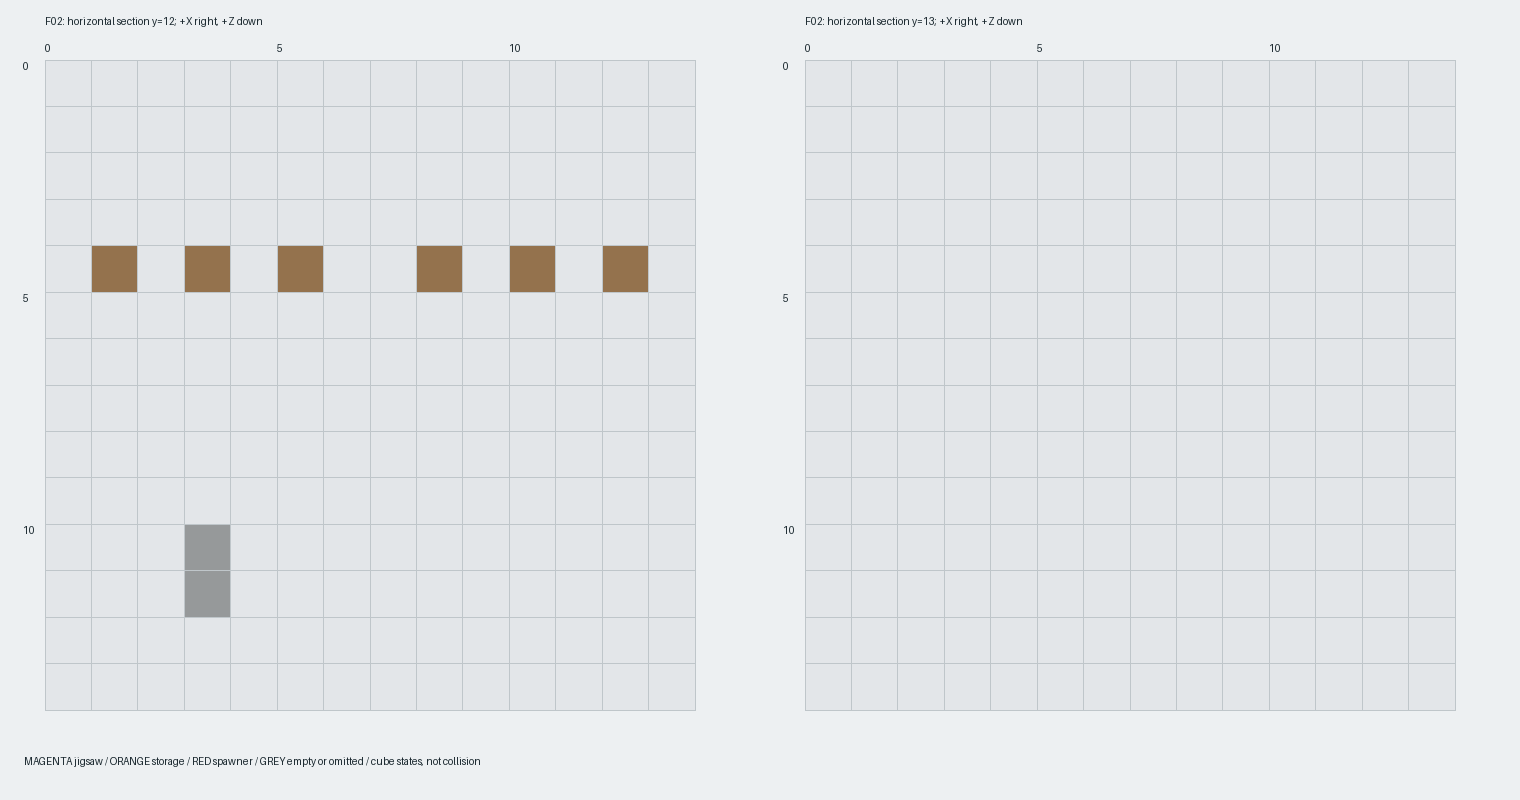 F02: horizontal section y=12; +X right, +Z down
F02: horizontal section y=13; +X right, +Z down
0 5 10
0 5 10
0
0
5
5
10
10
MAGENTA jigsaw / ORANGE storage / RED spawner / GREY empty or omitted / cube states, not collision